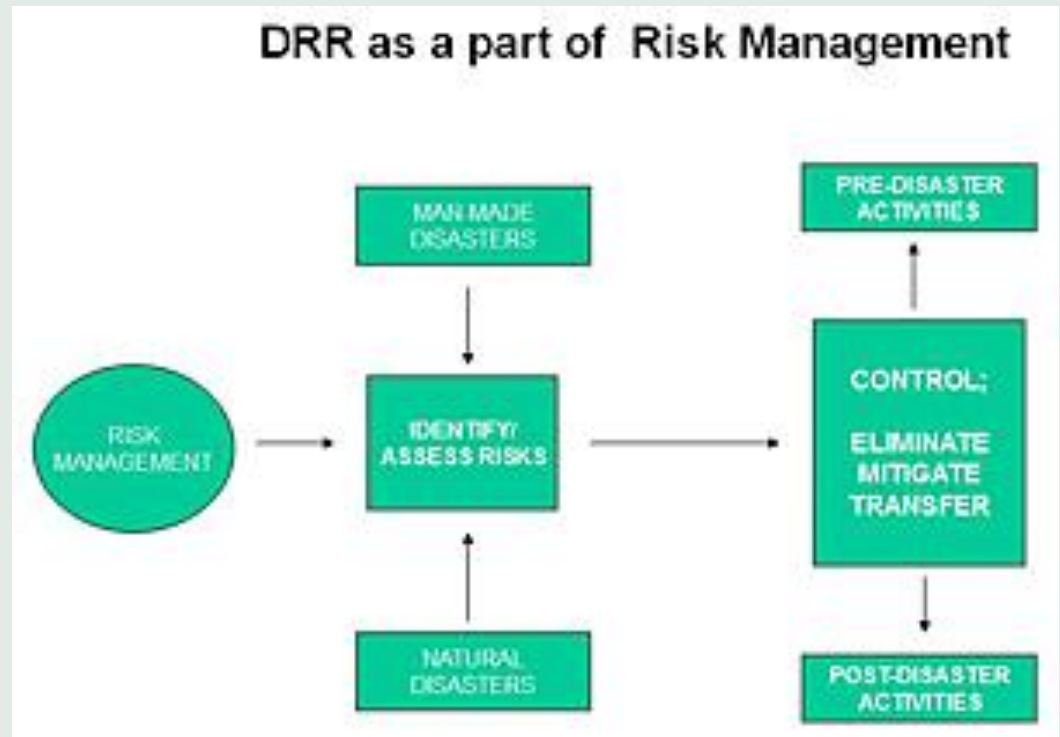 DRR as a part of Risk Management
MAN MADE
DISASTERS
PRE-DISASTER
ACTIVITIES
RISK
MANAGEMENT
IDENTIFY/
ASSESS RISKS
CONTROL;
ELIMINATE
MITIGATE
TRANSFER
NATURAL
DISASTERS
POST-DISASTER
ACTIVITIES